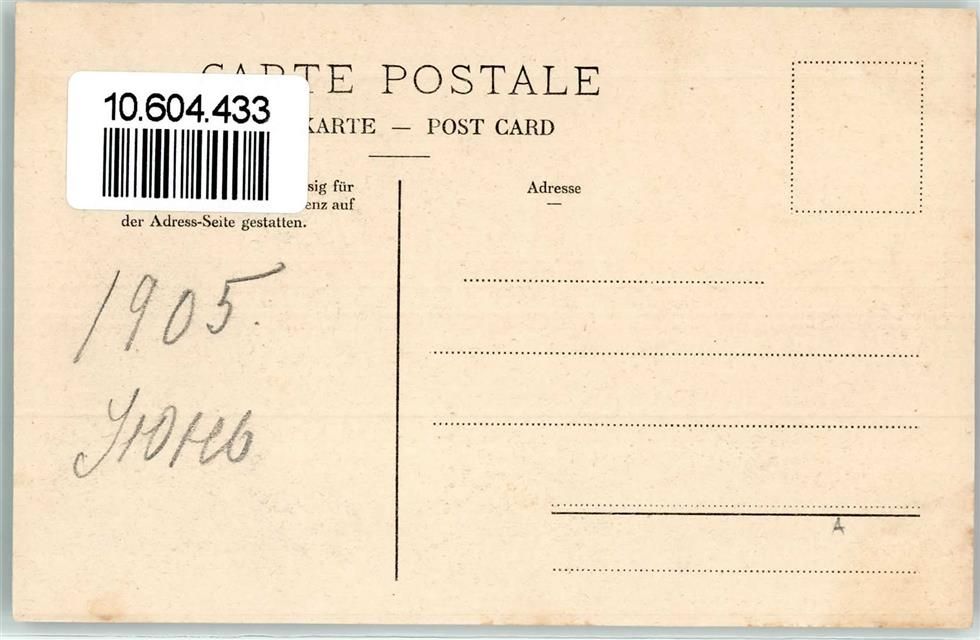 10.604.433
CARTE POSTALE
KARTE — POST CARD
sig für
enz auf
der Adress-Seite gestatten.
Adresse
1905.
Июнь
A